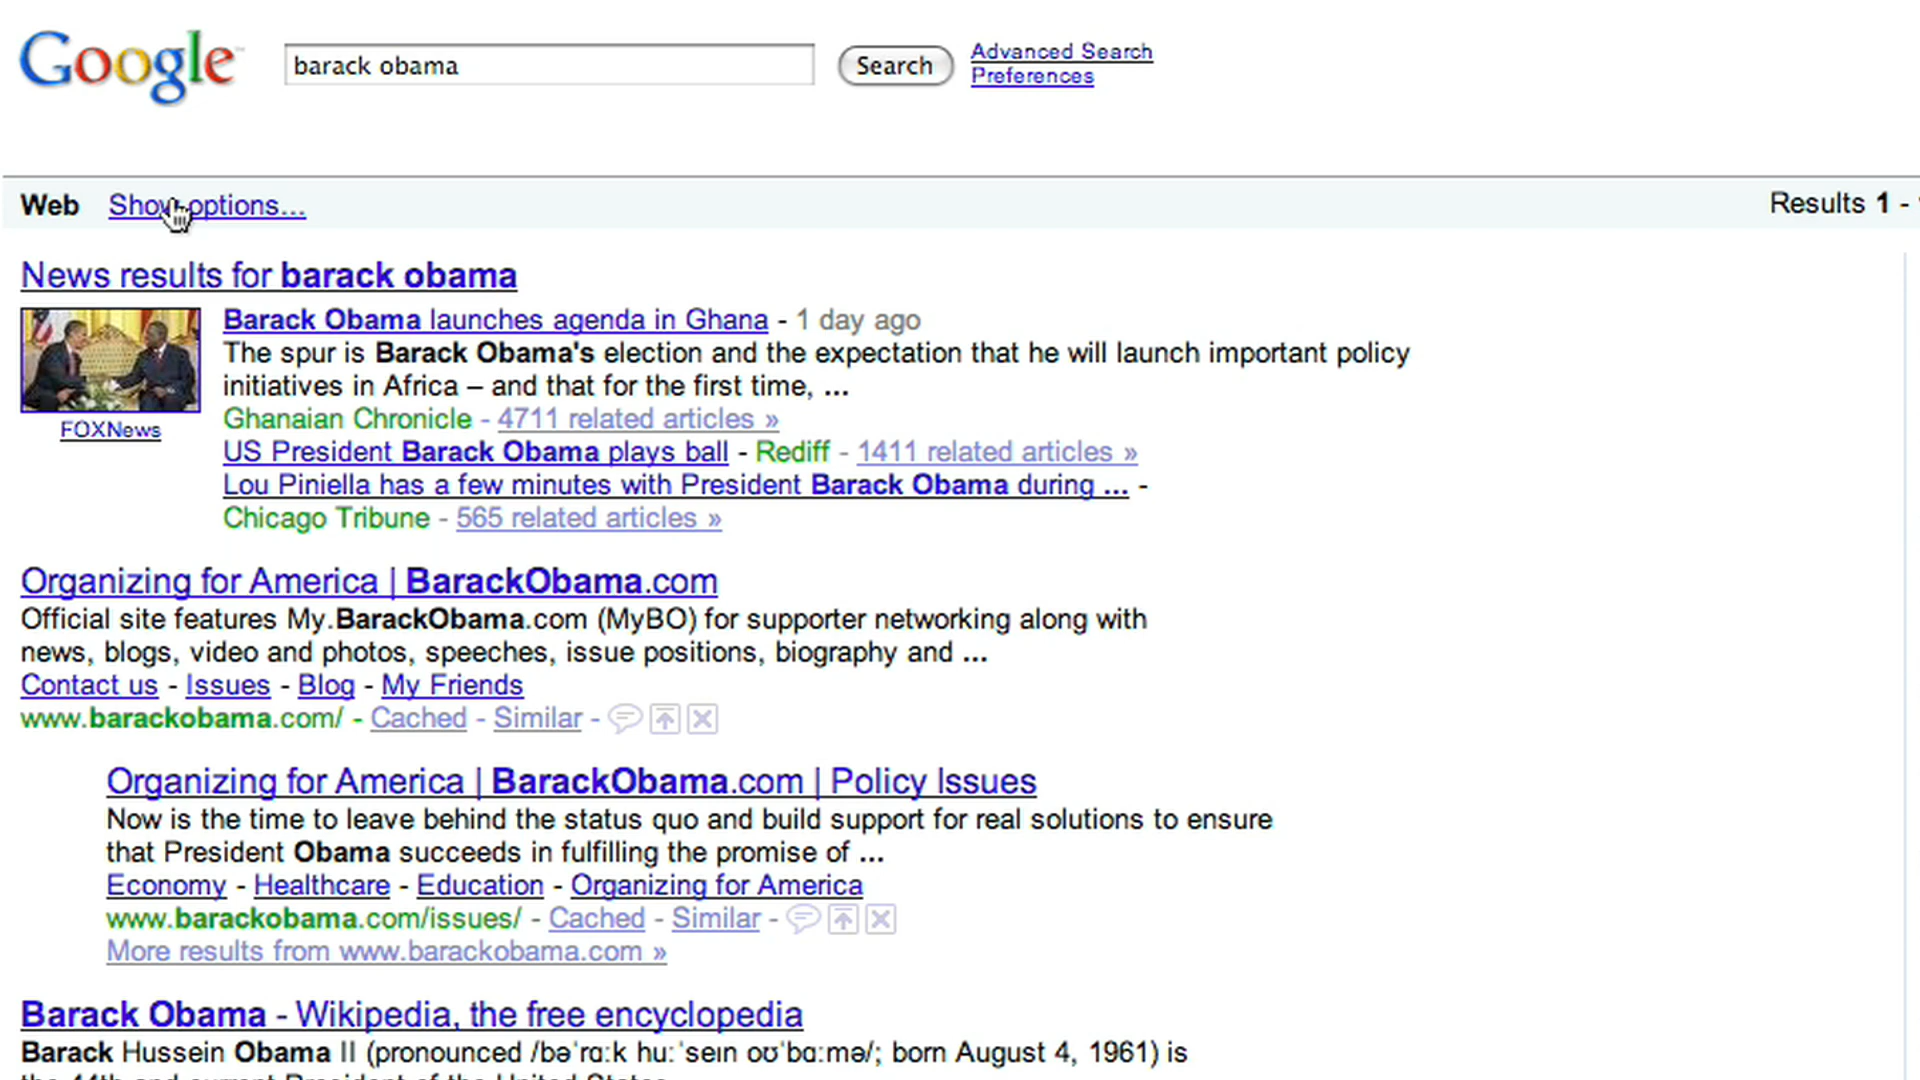 Google™
barack obama
Search
Advanced Search
Preferences
Web Show options...
Results 1 -
News results for barack obama
Barack Obama launches agenda in Ghana - 1 day ago
The spur is Barack Obama's election and the expectation that he will launch important policy
initiatives in Africa – and that for the first time, ...
Ghanaian Chronicle - 4711 related articles »
FOXNews
US President Barack Obama plays ball - Rediff - 1411 related articles »
Lou Piniella has a few minutes with President Barack Obama during ... -
Chicago Tribune - 565 related articles »
Organizing for America | BarackObama.com
Official site features My.BarackObama.com (MyBO) for supporter networking along with
news, blogs, video and photos, speeches, issue positions, biography and ...
Contact us - Issues - Blog - My Friends
www.barackobama.com/ - Cached - Similar -
Organizing for America | BarackObama.com | Policy Issues
Now is the time to leave behind the status quo and build support for real solutions to ensure
that President Obama succeeds in fulfilling the promise of ...
Economy - Healthcare - Education - Organizing for America
www.barackobama.com/issues/ - Cached - Similar -
More results from www.barackobama.com »
Barack Obama - Wikipedia, the free encyclopedia
Barack Hussein Obama II (pronounced /bəˈrɑːk huːˈseɪn oʊˈbɑːmə/; born August 4, 1961) is
the 44th and current President of the United States